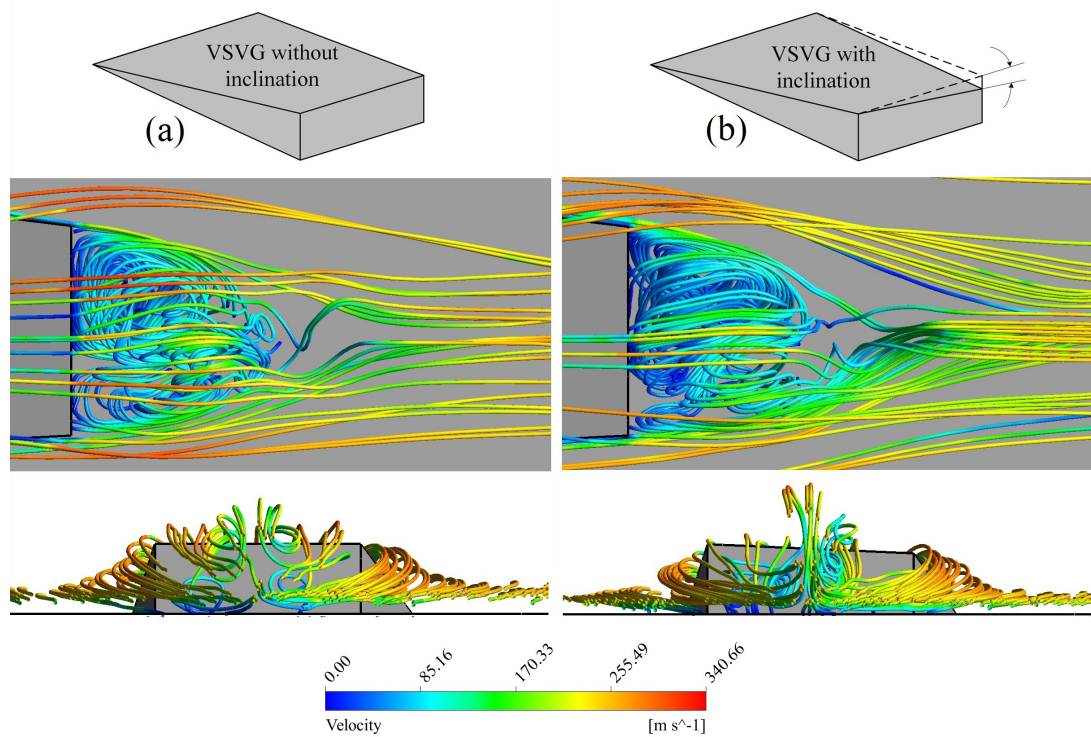 VSVG without
inclination
(a)
VSVG with
inclination
(b)
0.00
85.16
170.33
255.49
340.66
Velocity
[m s^-1]